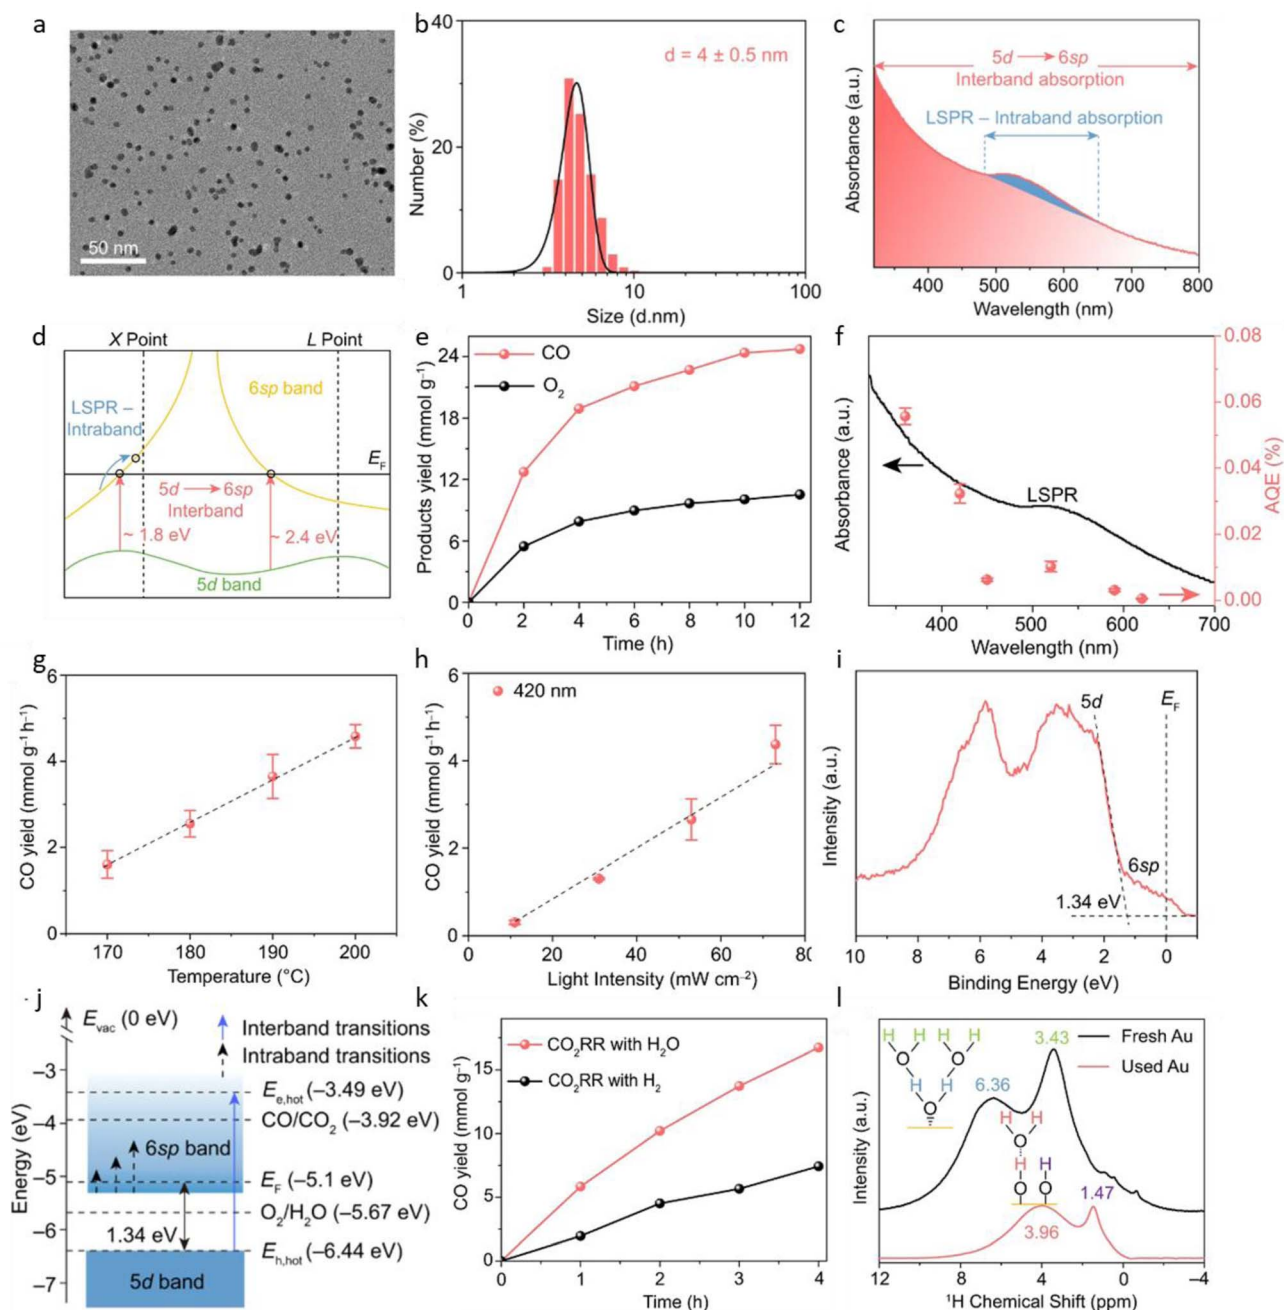 a
50 nm
b
40
20
0
Number (%)
d = 4 ± 0.5 nm
1
10
100
Size (d.nm)
c
5d → 6sp
Interband absorption
LSPR – Intraband absorption
Absorbance (a.u.)
400
500
600
700
800
Wavelength (nm)
d
X Point
L Point
6sp band
LSPR –
Intraband
E_F
5d → 6sp
Interband
~ 1.8 eV
~ 2.4 eV
5d band
e
24
18
12
6
0
Products yield (mmol g⁻¹)
CO
O₂
0
2
4
6
8
10
12
Time (h)
f
Absorbance (a.u.)
LSPR
0.08
0.06
0.04
0.02
0.00
AQE (%)
400
500
600
700
Wavelength (nm)
g
6
4
2
0
CO yield (mmol g⁻¹ h⁻¹)
170
180
190
200
Temperature (°C)
h
6
4
2
0
CO yield (mmol g⁻¹ h⁻¹)
420 nm
0
20
40
60
80
Light Intensity (mW cm⁻²)
i
5d
E_F
6sp
1.34 eV
Intensity (a.u.)
10
8
6
4
2
0
Binding Energy (eV)
j
E_vac (0 eV)
Interband transitions
Intraband transitions
–3
–4
–5
–6
–7
Energy (eV)
E_e,hot (–3.49 eV)
CO/CO₂ (–3.92 eV)
6sp band
E_F (–5.1 eV)
O₂/H₂O (–5.67 eV)
1.34 eV
E_h,hot (–6.44 eV)
5d band
k
15
10
5
0
CO yield (mmol g⁻¹)
CO₂RR with H₂O
CO₂RR with H₂
0
1
2
3
4
Time (h)
l
H H H H
O O
H H
O
3.43
Fresh Au
Used Au
6.36
H H
O
H H
O O
1.47
3.96
Intensity (a.u.)
12
8
4
0
–4
¹H Chemical Shift (ppm)